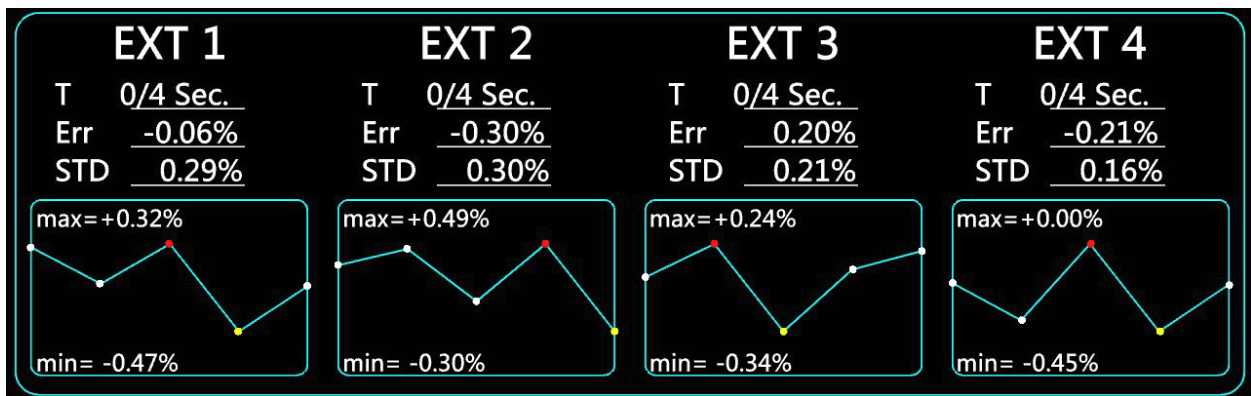 EXT 1
T 0/4 Sec.
Err -0.06%
STD 0.29%
max=+0.32%
min= -0.47%
EXT 2
T 0/4 Sec.
Err -0.30%
STD 0.30%
max=+0.49%
min= -0.30%
EXT 3
T 0/4 Sec.
Err 0.20%
STD 0.21%
max=+0.24%
min= -0.34%
EXT 4
T 0/4 Sec.
Err -0.21%
STD 0.16%
max=+0.00%
min= -0.45%